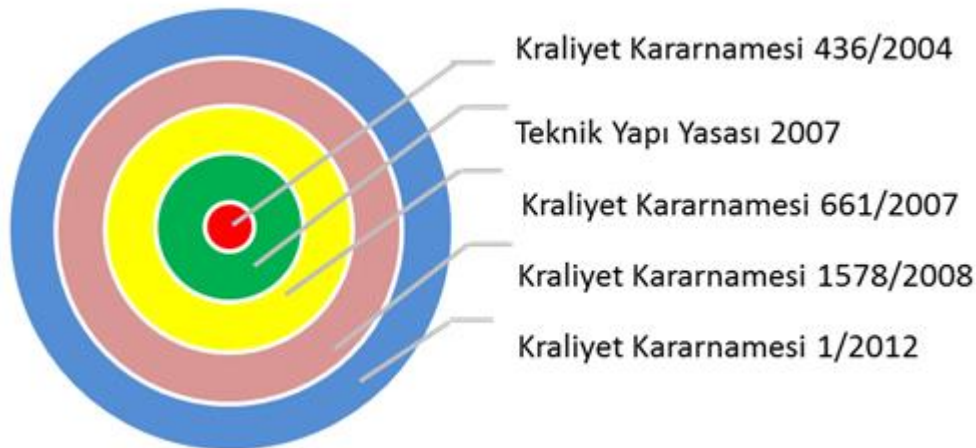 Kraliyet Kararnamesi 436/2004
Teknik Yapı Yasası 2007
Kraliyet Kararnamesi 661/2007
Kraliyet Kararnamesi 1578/2008
Kraliyet Kararnamesi 1/2012